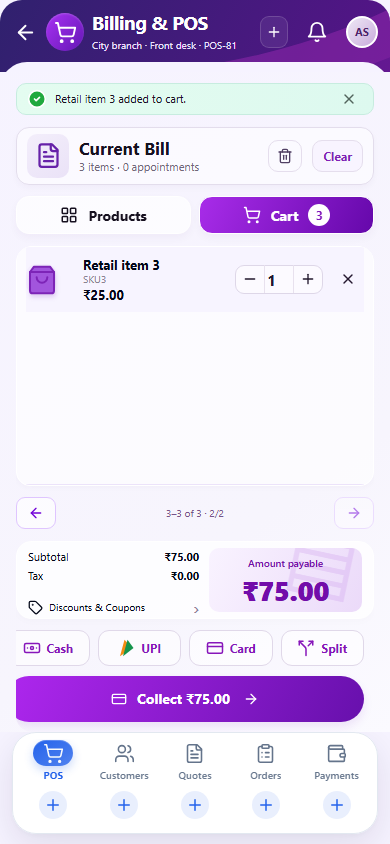 Billing & POS
City branch · Front desk · POS-81
AS
Retail item 3 added to cart.
Current Bill
3 items · 0 appointments
Clear
Products
Cart 3
Retail item 3
SKU3
₹25.00
1
3–3 of 3 · 2/2
Subtotal ₹75.00
Tax ₹0.00
Discounts & Coupons
Amount payable
₹75.00
Cash
UPI
Card
Split
Collect ₹75.00
POS
Customers
Quotes
Orders
Payments